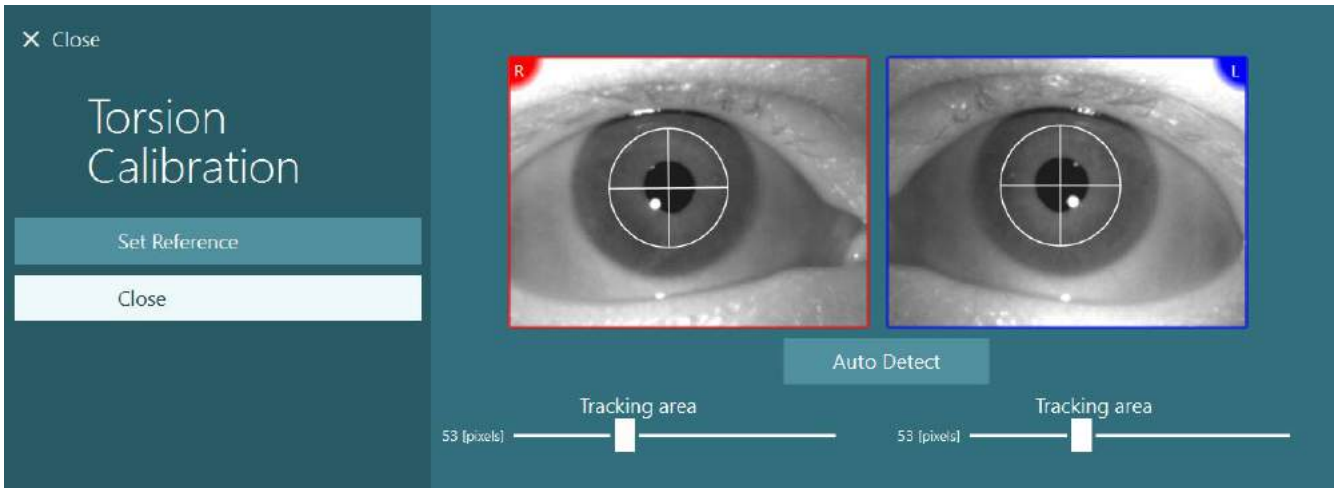 X Close
Torsion
Calibration
Set Reference
Close
R
L
Auto Detect
Tracking area
53 [pixels]
Tracking area
53 [pixels]